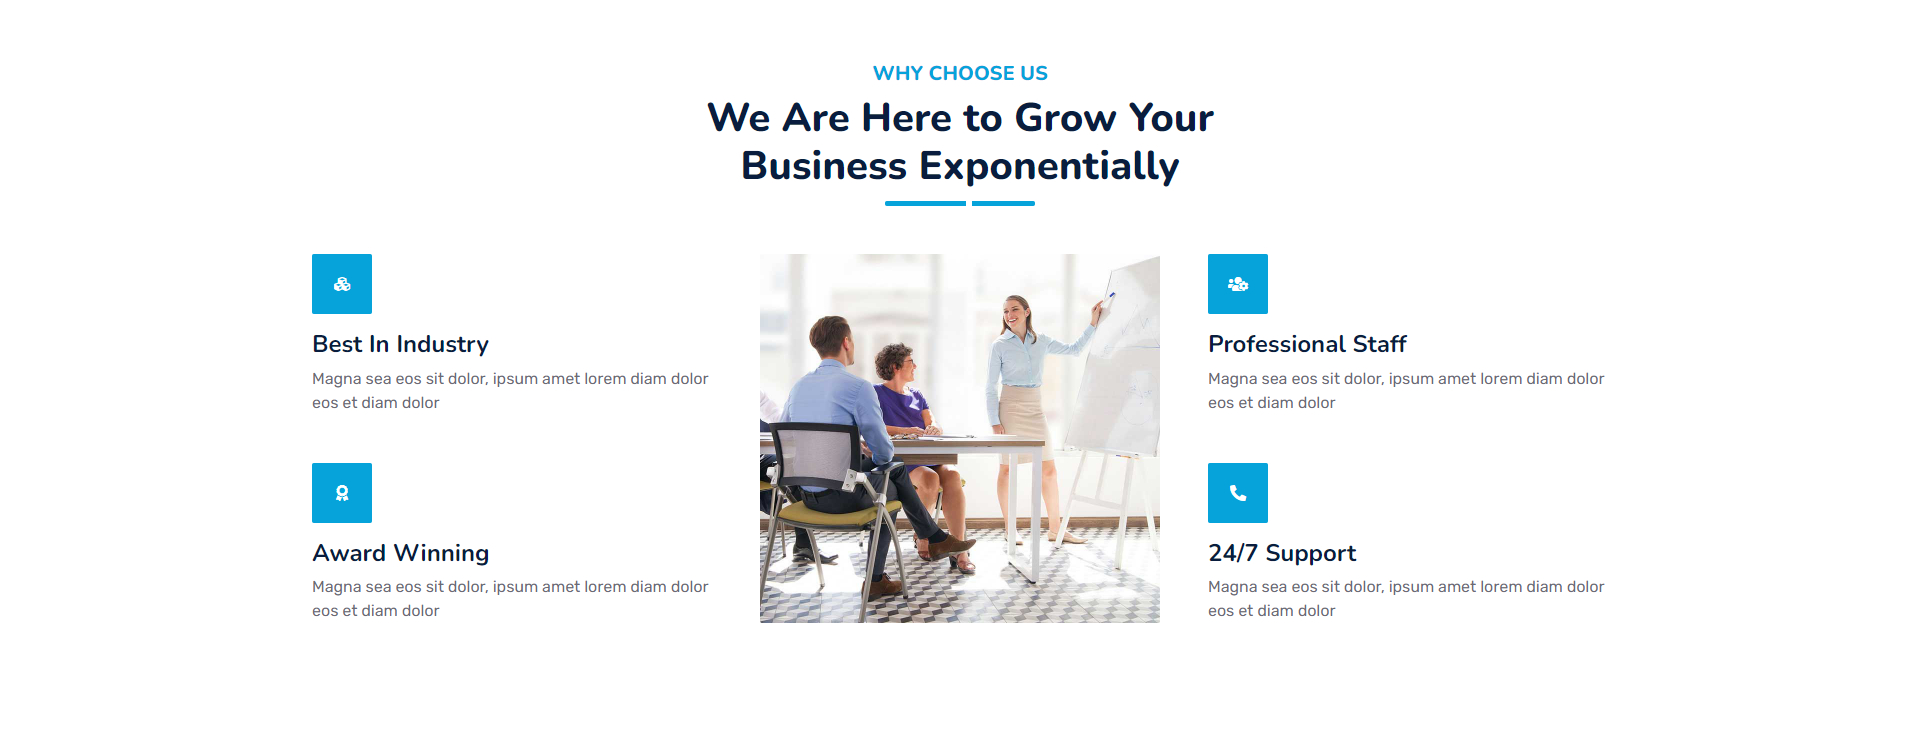 WHY CHOOSE US
We Are Here to Grow Your
Business Exponentially
Best In Industry
Magna sea eos sit dolor, ipsum amet lorem diam dolor
eos et diam dolor
Award Winning
Magna sea eos sit dolor, ipsum amet lorem diam dolor
eos et diam dolor
Professional Staff
Magna sea eos sit dolor, ipsum amet lorem diam dolor
eos et diam dolor
24/7 Support
Magna sea eos sit dolor, ipsum amet lorem diam dolor
eos et diam dolor